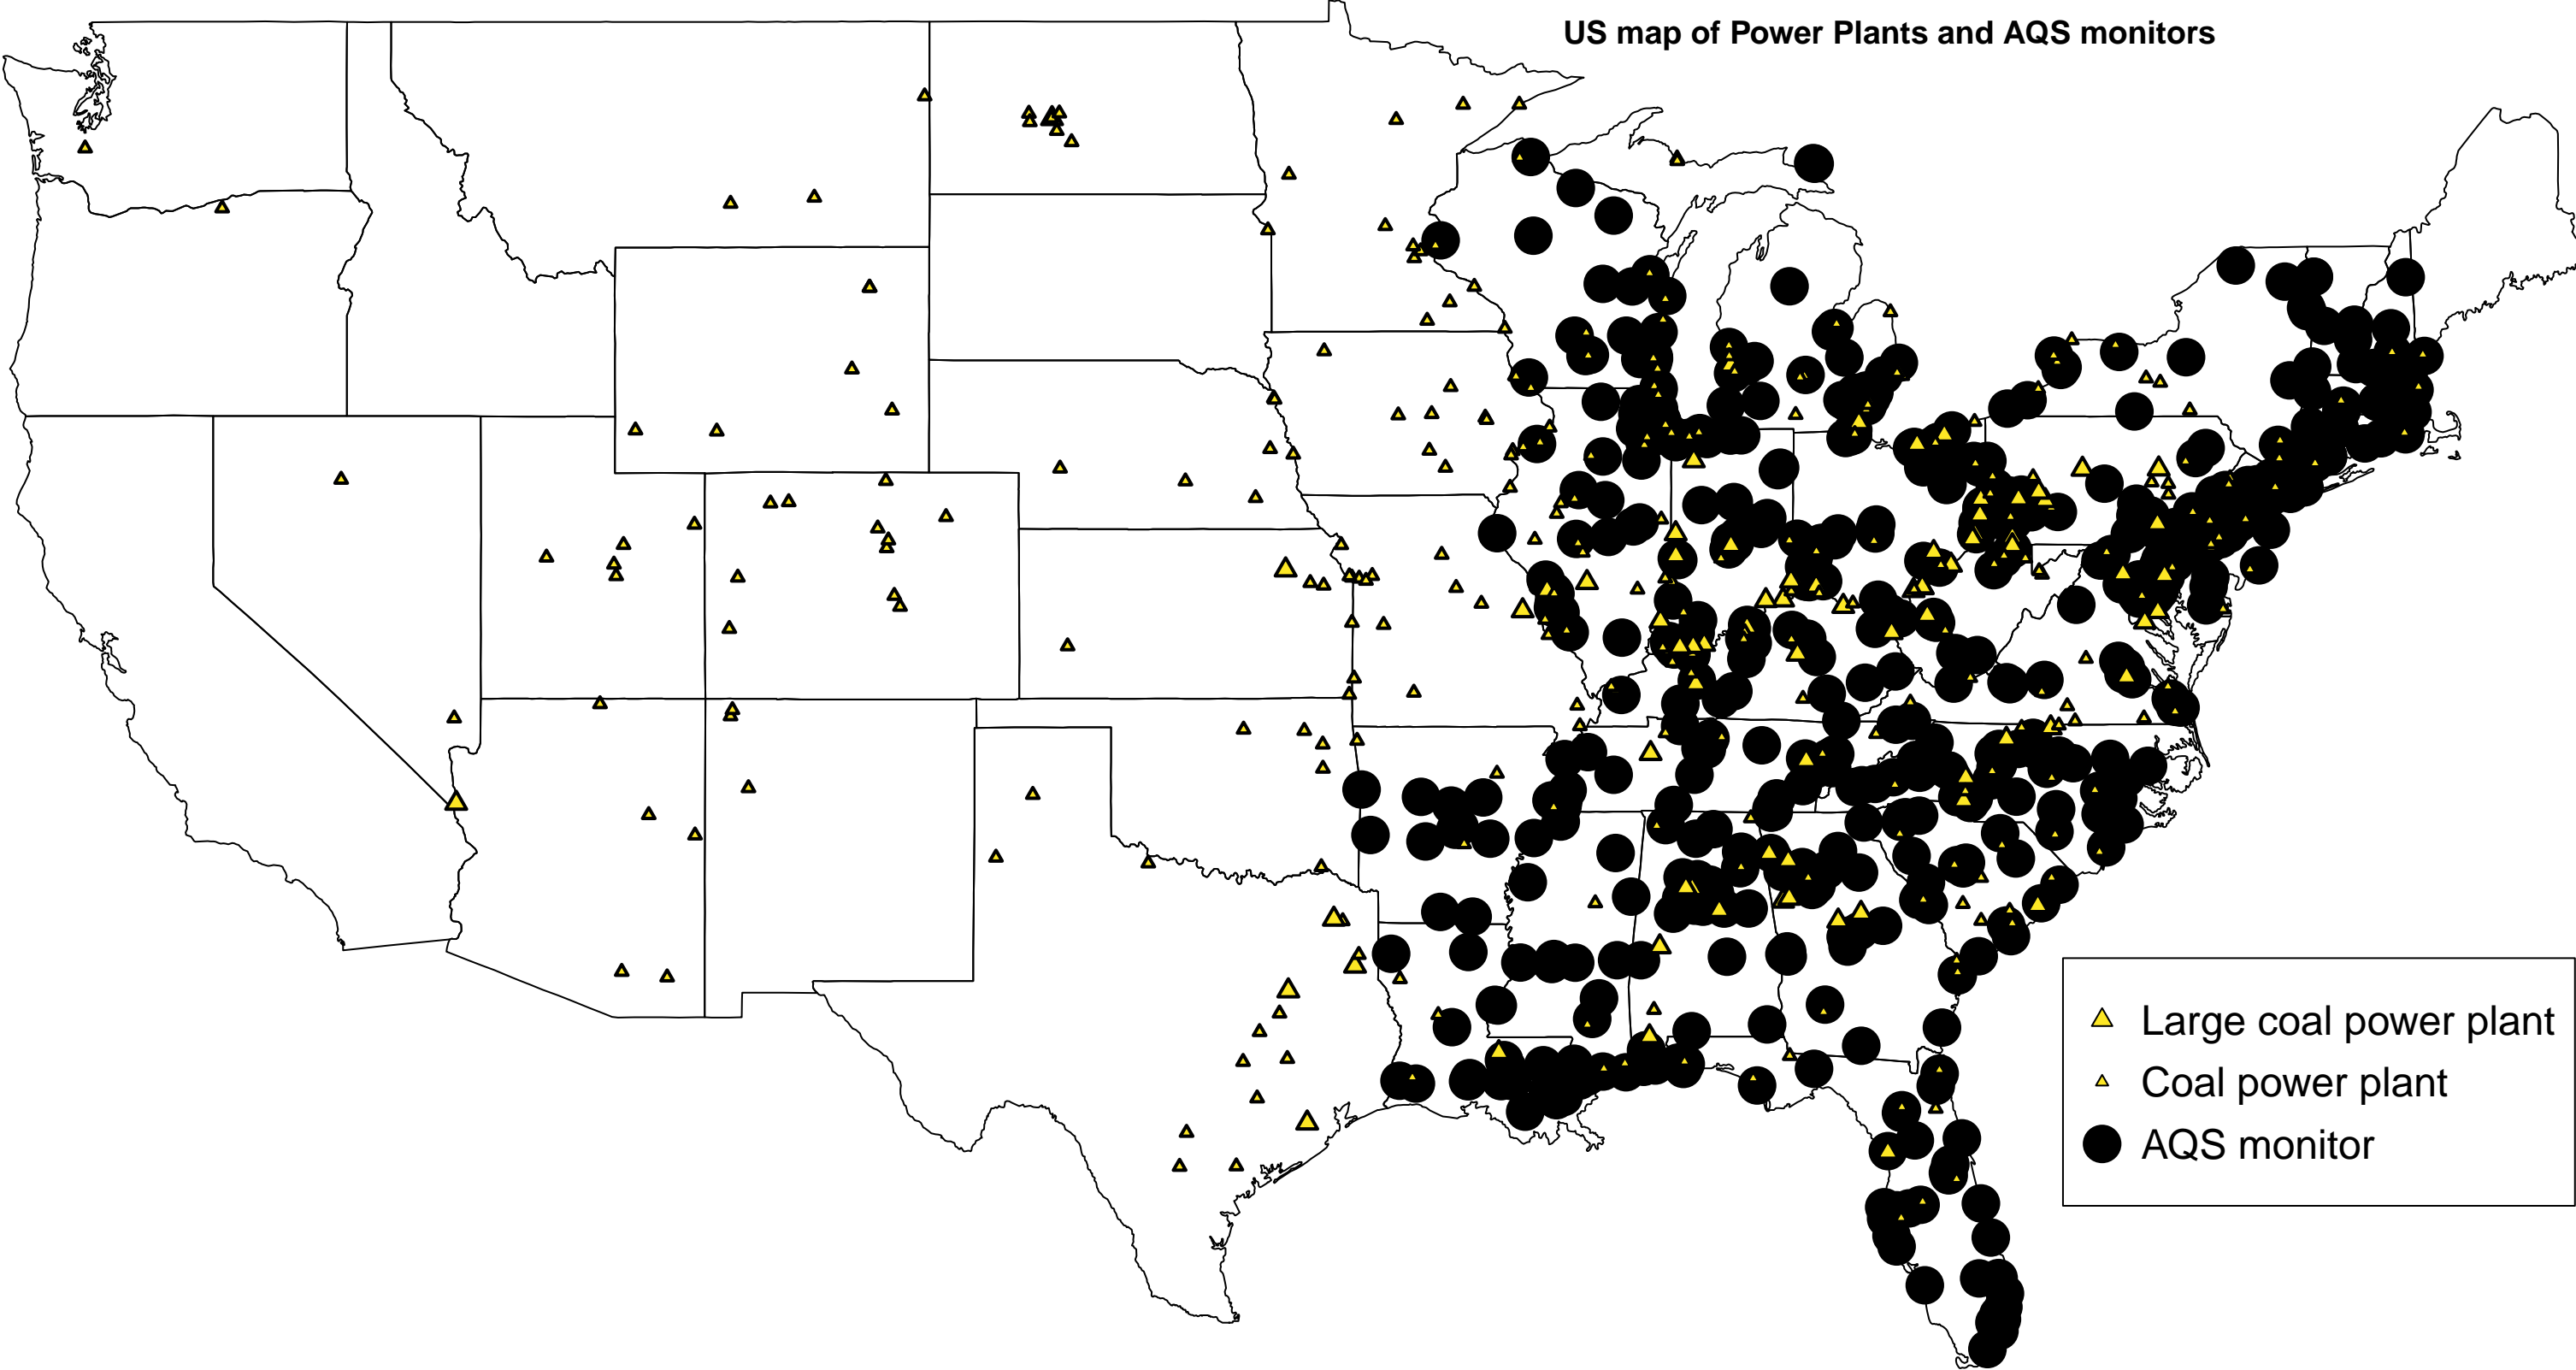 US map of Power Plants and AQS monitors
Large coal power plant
Coal power plant
AQS monitor